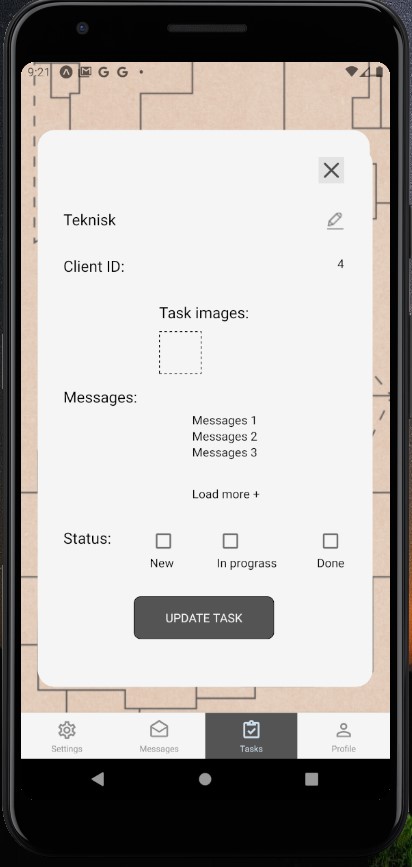 9:21
Teknisk
Client ID:
4
Task images:
Messages:
Messages 1
Messages 2
Messages 3
Load more +
Status:
New
In prograss
Done
UPDATE TASK
Settings
Messages
Tasks
Profile